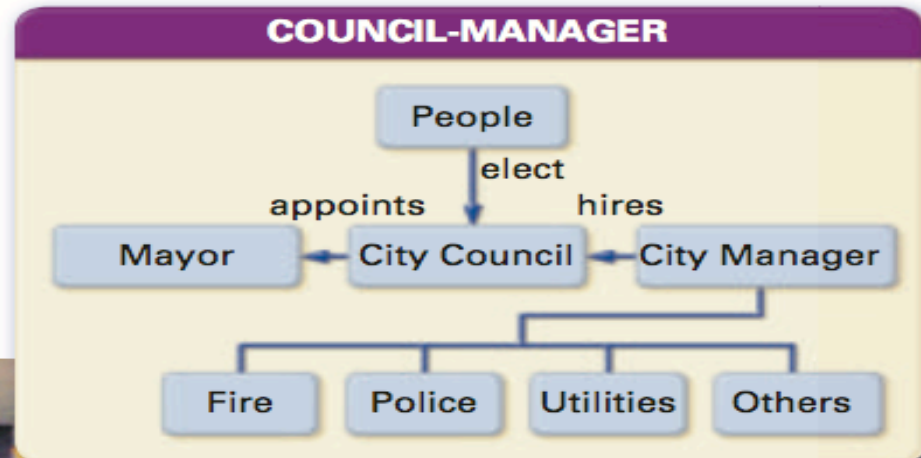 COUNCIL-MANAGER
People
elect
appoints hires
Mayor City Council City Manager
Fire Police Utilities Others